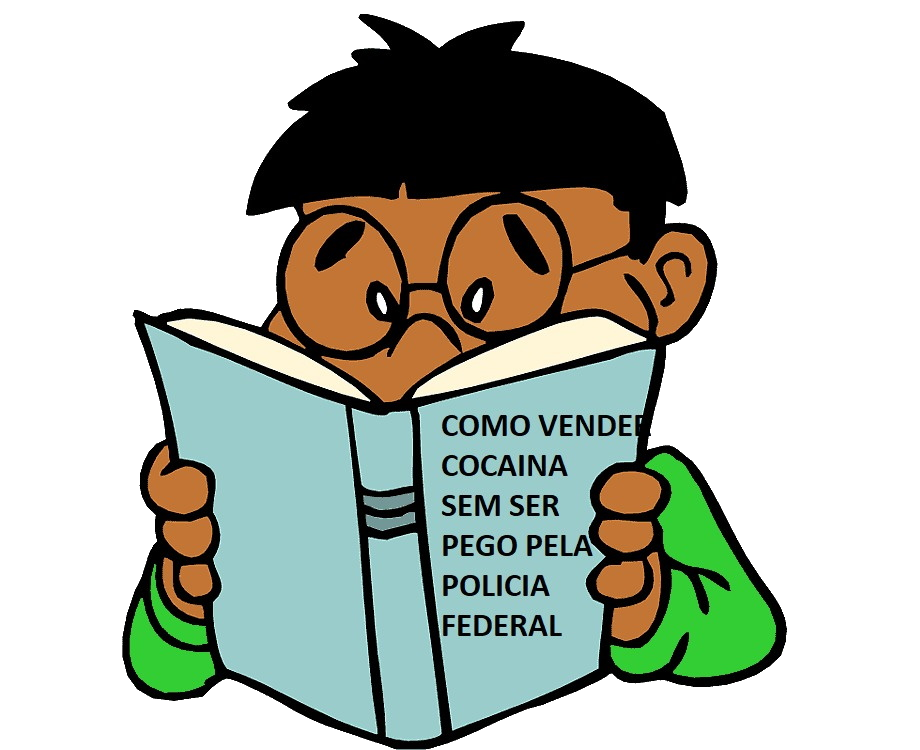 COMO VENDER
COCAINA
SEM SER
PEGO PELA
POLICIA
FEDERAL